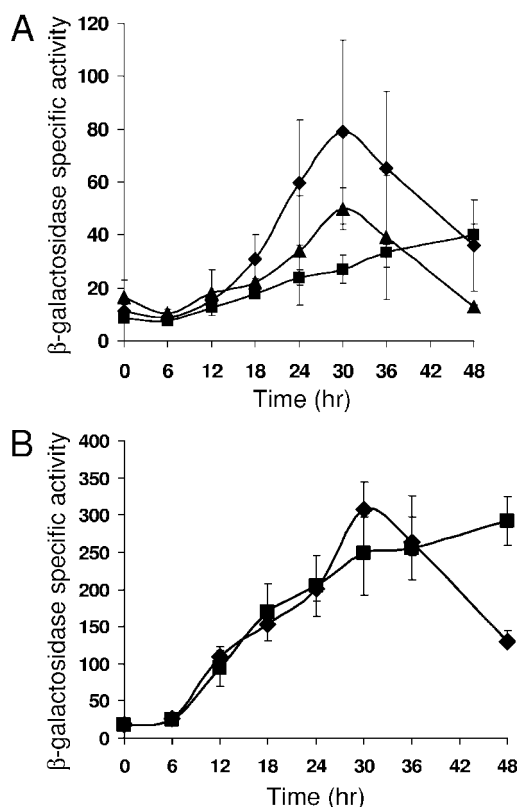 A
β-galactosidase specific activity
120
100
80
60
40
20
0
0 6 12 18 24 30 36 42 48
Time (hr)
B
β-galactosidase specific activity
400
350
300
250
200
150
100
50
0
0 6 12 18 24 30 36 42 48
Time (hr)